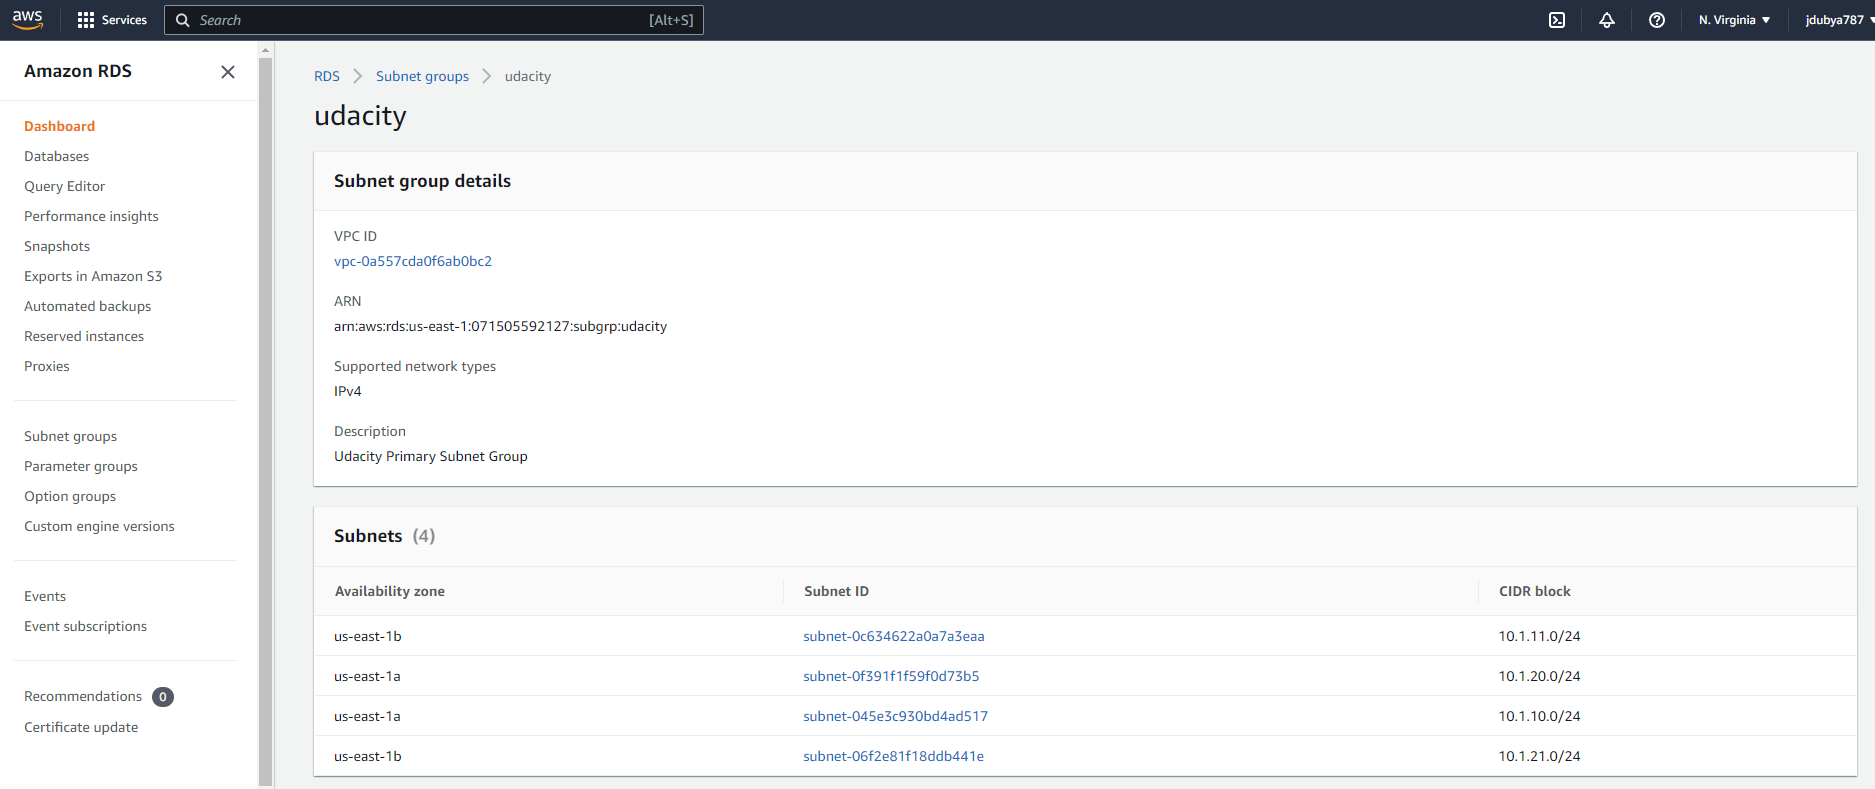 aws
Services
Search
[Alt+S]
N. Virginia
jdubya787
Amazon RDS
Dashboard
Databases
Query Editor
Performance insights
Snapshots
Exports in Amazon S3
Automated backups
Reserved instances
Proxies
Subnet groups
Parameter groups
Option groups
Custom engine versions
Events
Event subscriptions
Recommendations 0
Certificate update
RDS > Subnet groups > udacity
udacity
Subnet group details
VPC ID
vpc-0a557cda0f6ab0bc2
ARN
arn:aws:rds:us-east-1:071505592127:subgrp:udacity
Supported network types
IPv4
Description
Udacity Primary Subnet Group
Subnets (4)
Availability zone Subnet ID CIDR block
us-east-1b subnet-0c634622a0a7a3eaa 10.1.11.0/24
us-east-1a subnet-0f391f1f59f0d73b5 10.1.20.0/24
us-east-1a subnet-045e3c930bd4ad517 10.1.10.0/24
us-east-1b subnet-06f2e81f18ddb441e 10.1.21.0/24